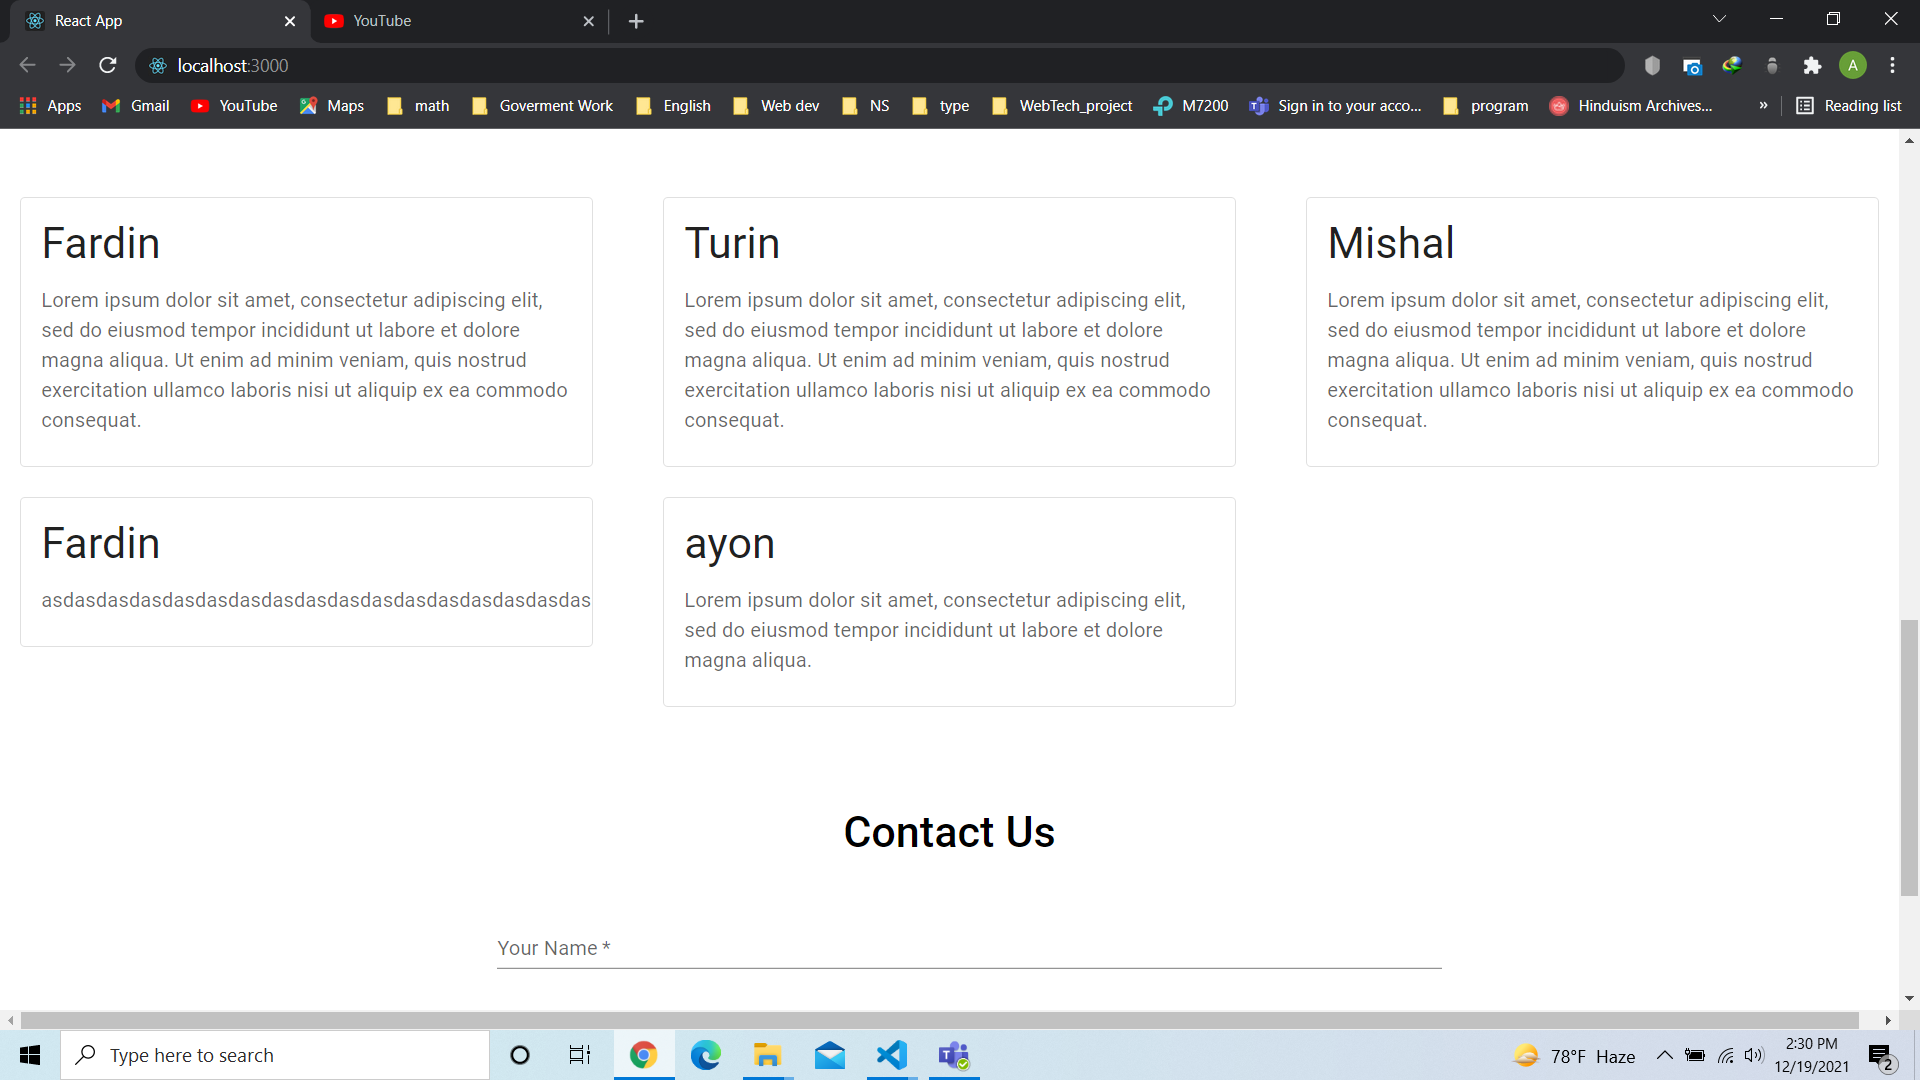 React App
YouTube
localhost:3000
A
Apps
Gmail
YouTube
Maps
math
Goverment Work
English
Web dev
NS
type
WebTech_project
M7200
Sign in to your acco...
program
Hinduism Archives...
»
Reading list
Fardin
Lorem ipsum dolor sit amet, consectetur adipiscing elit,
sed do eiusmod tempor incididunt ut labore et dolore
magna aliqua. Ut enim ad minim veniam, quis nostrud
exercitation ullamco laboris nisi ut aliquip ex ea commodo
consequat.
Turin
Lorem ipsum dolor sit amet, consectetur adipiscing elit,
sed do eiusmod tempor incididunt ut labore et dolore
magna aliqua. Ut enim ad minim veniam, quis nostrud
exercitation ullamco laboris nisi ut aliquip ex ea commodo
consequat.
Mishal
Lorem ipsum dolor sit amet, consectetur adipiscing elit,
sed do eiusmod tempor incididunt ut labore et dolore
magna aliqua. Ut enim ad minim veniam, quis nostrud
exercitation ullamco laboris nisi ut aliquip ex ea commodo
consequat.
Fardin
asdasdasdasdasdasdasdasdasdasdasdasdasdasdasdasdas
ayon
Lorem ipsum dolor sit amet, consectetur adipiscing elit,
sed do eiusmod tempor incididunt ut labore et dolore
magna aliqua.
Contact Us
Your Name *
Type here to search
78°F Haze
2:30 PM
12/19/2021
2